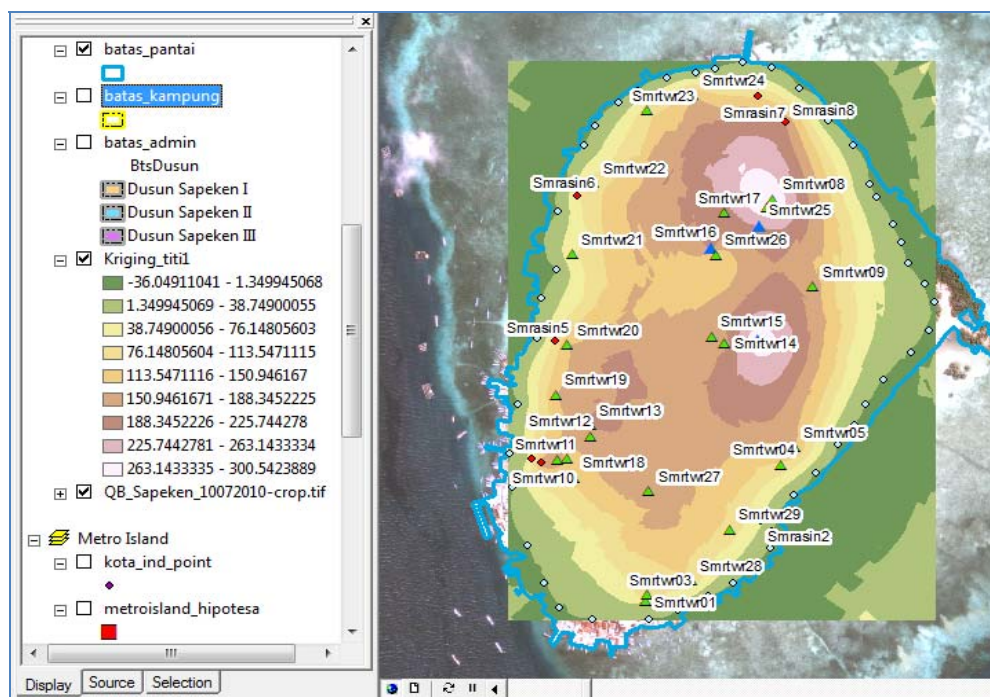 batas_pantai
batas_kampung
batas_admin
BtsDusun
Dusun Sapeken I
Dusun Sapeken II
Dusun Sapeken III
Kriging_titi1
-36.04911041 - 1.349945068
1.349945069 - 38.74900055
38.74900056 - 76.14805603
76.14805604 - 113.5471115
113.5471116 - 150.946167
150.9461671 - 188.3452225
188.3452226 - 225.744278
225.7442781 - 263.1433334
263.1433335 - 300.5423889
QB_Sapeken_10072010-crop.tif
Metro Island
kota_ind_point
metroisland_hipotesa
Display Source Selection
Smrtwr24
Smrtwr23
Smrasin7 Smrasin8
Smrtwr22
Smrasin6
Smrtwr17 Smrtwr08
Smrtwr25
Smrtwr16
Smrtwr21 Smrtwr26
Smrtwr09
Smrasin5 Smrtwr20 Smrtwr15
Smrtwr14
Smrtwr19
Smrtwr12 Smrtwr13
Smrtwr05
Smrtwr11 Smrtwr04
Smrtwr18
Smrtwr10 Smrtwr27
Smrtwr29
Smrasin2
Smrtwr28
Smrtwr03
Smrtwr01